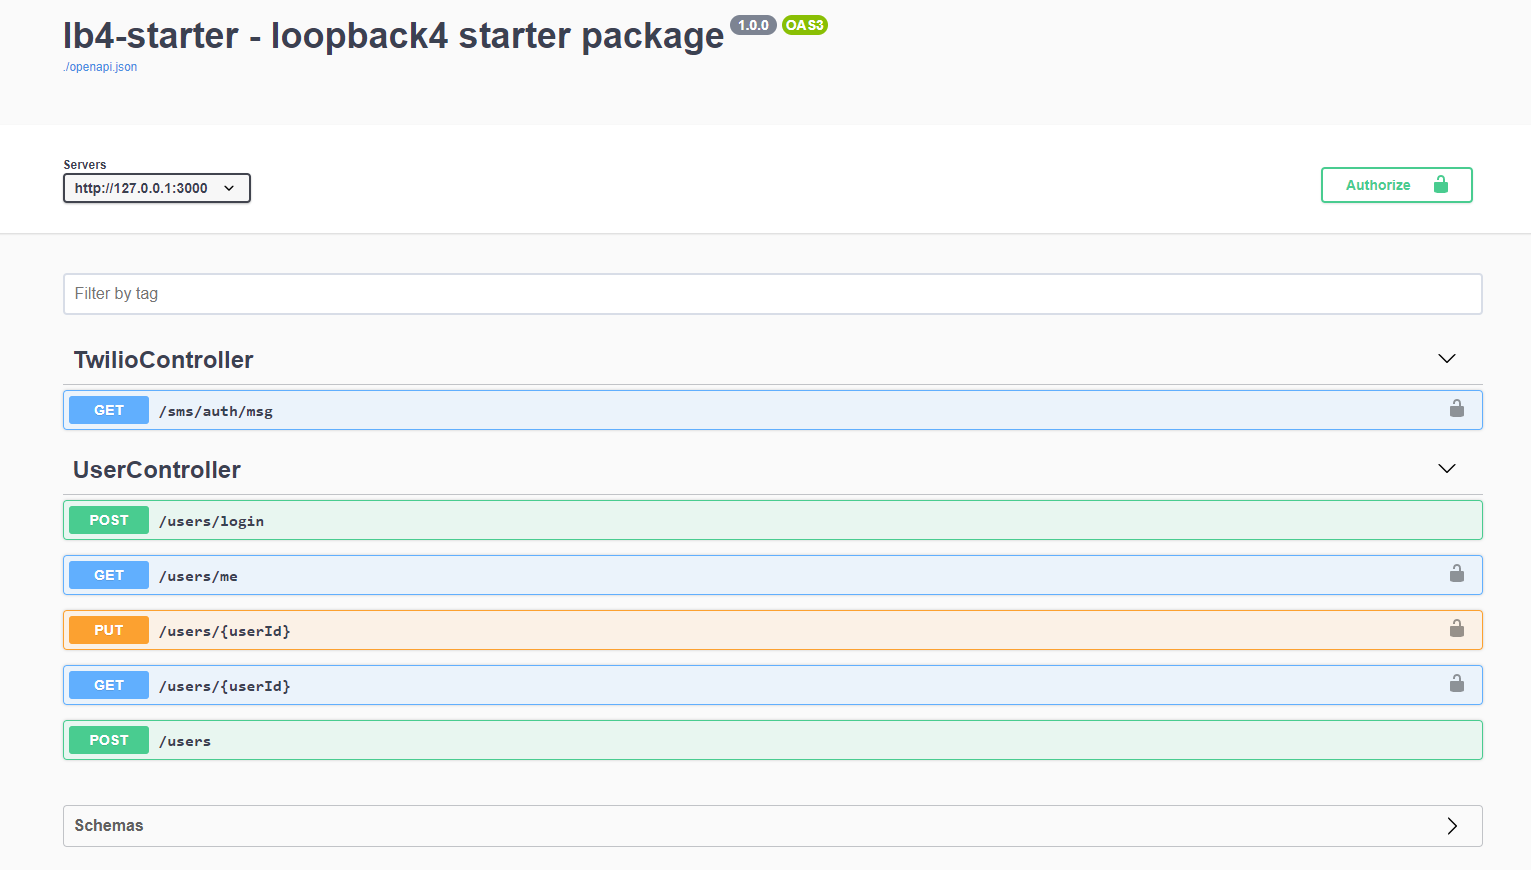 lb4-starter - loopback4 starter package 1.0.0 OAS3
./openapi.json
Servers
http://127.0.0.1:3000
Authorize
Filter by tag
TwilioController
GET /sms/auth/msg
UserController
POST /users/login
GET /users/me
PUT /users/{userId}
GET /users/{userId}
POST /users
Schemas